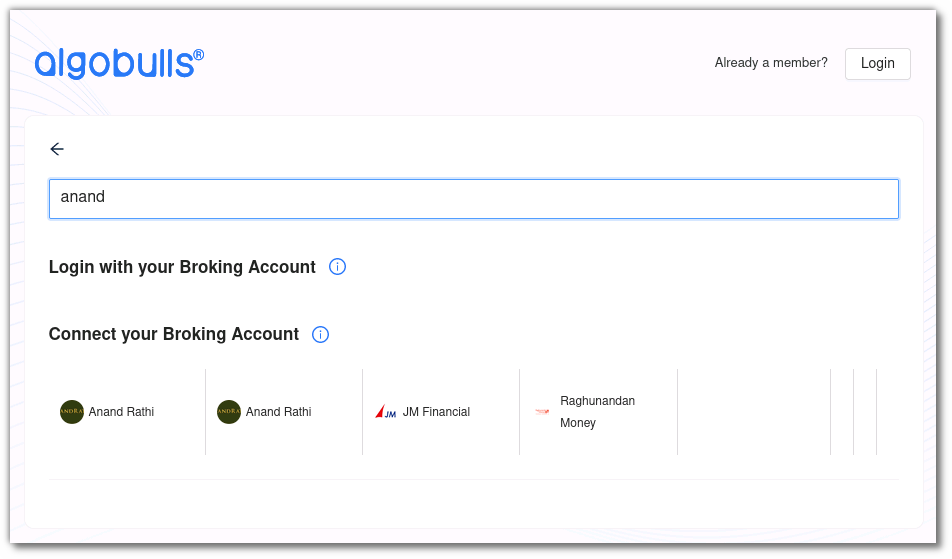 algobulls®
Already a member?
Login
anand
Login with your Broking Account
Connect your Broking Account
Anand Rathi
Anand Rathi
JM
JM Financial
Raghunandan
Money